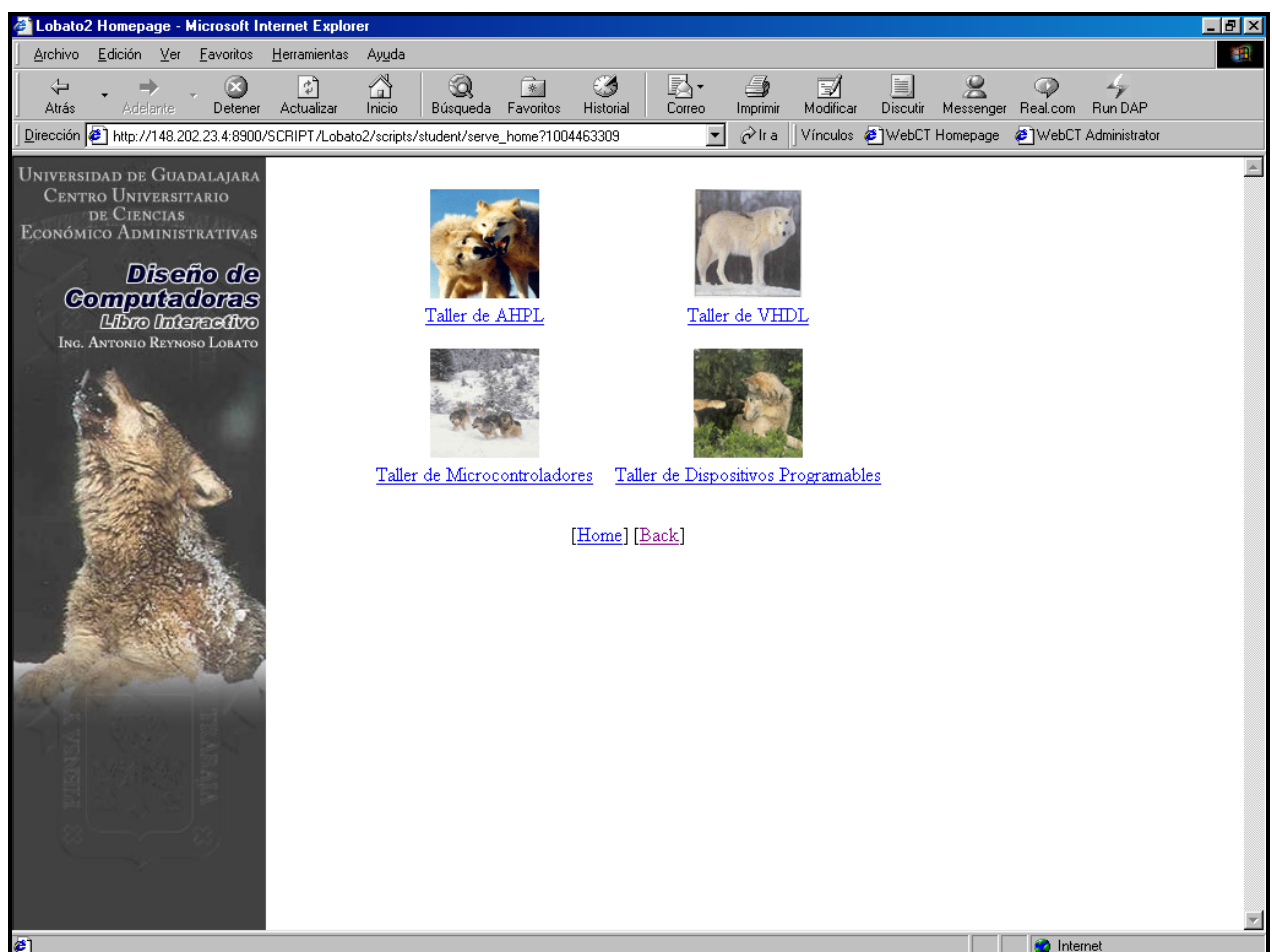 Lobato2 Homepage - Microsoft Internet Explorer
Archivo Edición Ver Favoritos Herramientas Ayuda
Atrás Adelante Detener Actualizar Inicio Búsqueda Favoritos Historial Correo Imprimir Modificar Discutir Messenger Real.com Run DAP
Dirección http://148.202.23.4:8900/SCRIPT/Lobato2/scripts/student/serve_home?1004463309 Ir a Vínculos WebCT Homepage WebCT Administrator
UNIVERSIDAD DE GUADALAJARA
CENTRO UNIVERSITARIO
DE CIENCIAS
ECONÓMICO ADMINISTRATIVAS
Diseño de
Computadoras
Libro Interactivo
ING. ANTONIO REYNOSO LOBATO
Taller de AHPL Taller de VHDL
Taller de Microcontroladores Taller de Dispositivos Programables
[Home] [Back]
Internet